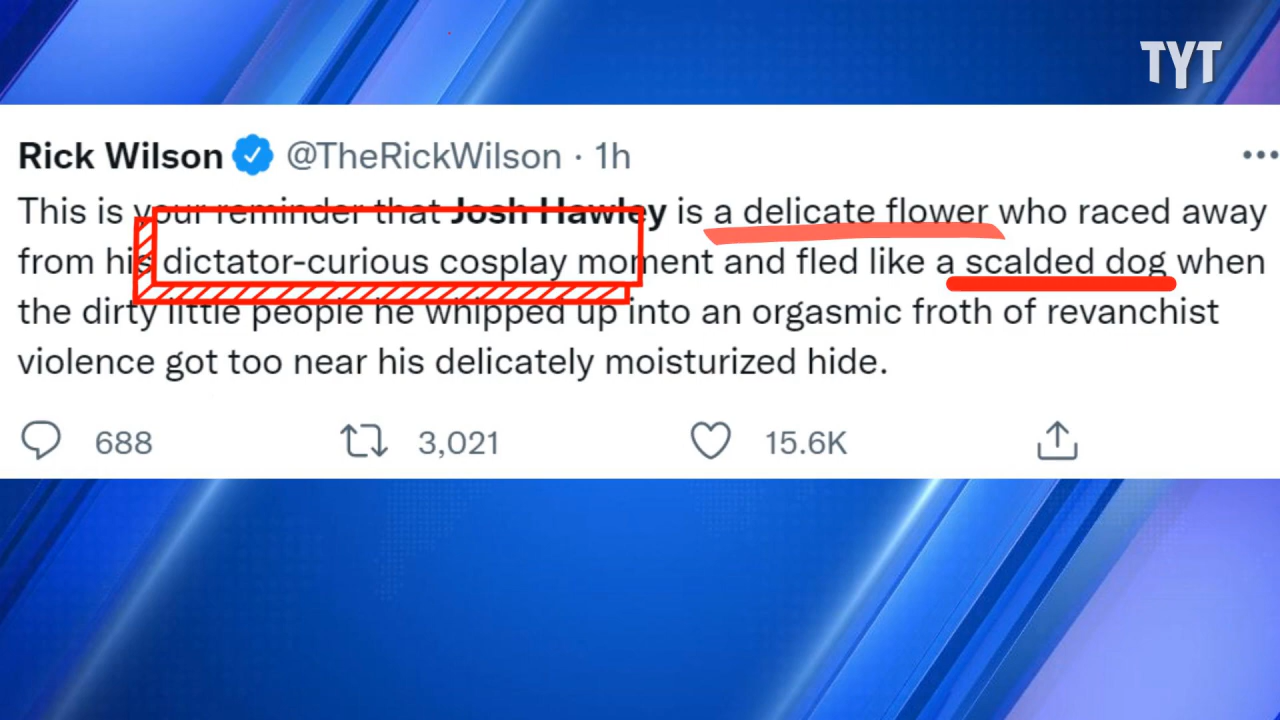 TYT
Rick Wilson @TheRickWilson · 1h
This is your reminder that Josh Hawley is a delicate flower who raced away
from his dictator-curious cosplay moment and fled like a scalded dog when
the dirty little people he whipped up into an orgasmic froth of revanchist
violence got too near his delicately moisturized hide.
688 3,021 15.6K